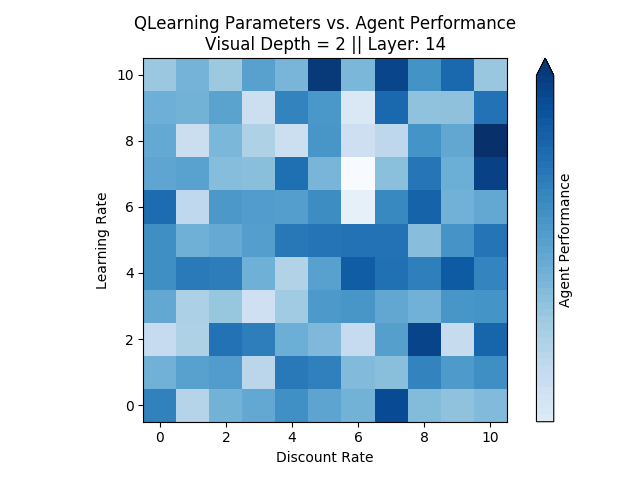 QLearning Parameters vs. Agent Performance
Visual Depth = 2 || Layer: 14
10
8
6
4
2
0
Learning Rate
0 2 4 6 8 10
Discount Rate
Agent Performance